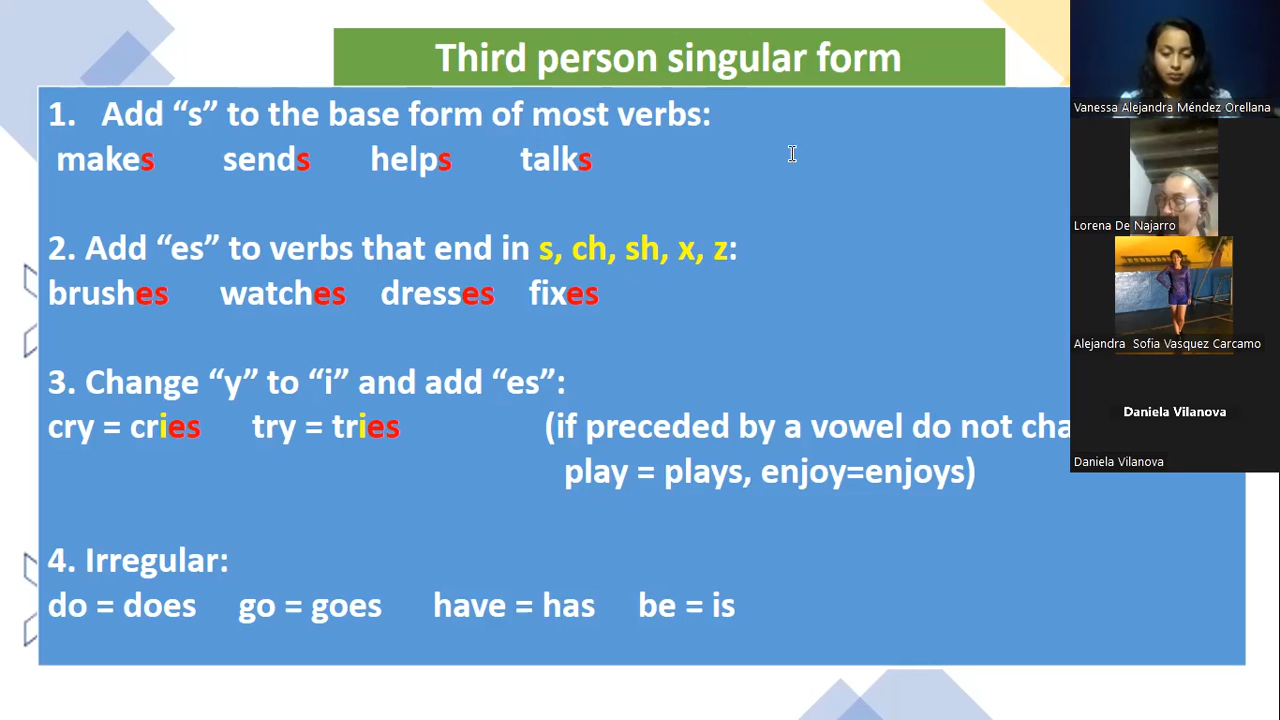 Third person singular form
1. Add “s” to the base form of most verbs:
makes sends helps talks
2. Add “es” to verbs that end in s, ch, sh, x, z:
brushes watches dresses fixes
3. Change “y” to “i” and add “es”:
cry = cries try = tries (if preceded by a vowel do not
play = plays, enjoy=enjoys)
4. Irregular:
do = does go = goes have = has be = is
Vanessa Alejandra Méndez Orellana
Lorena De Najarro
Alejandra Sofia Vasquez Carcamo
Daniela Vilanova
Daniela Vilanova